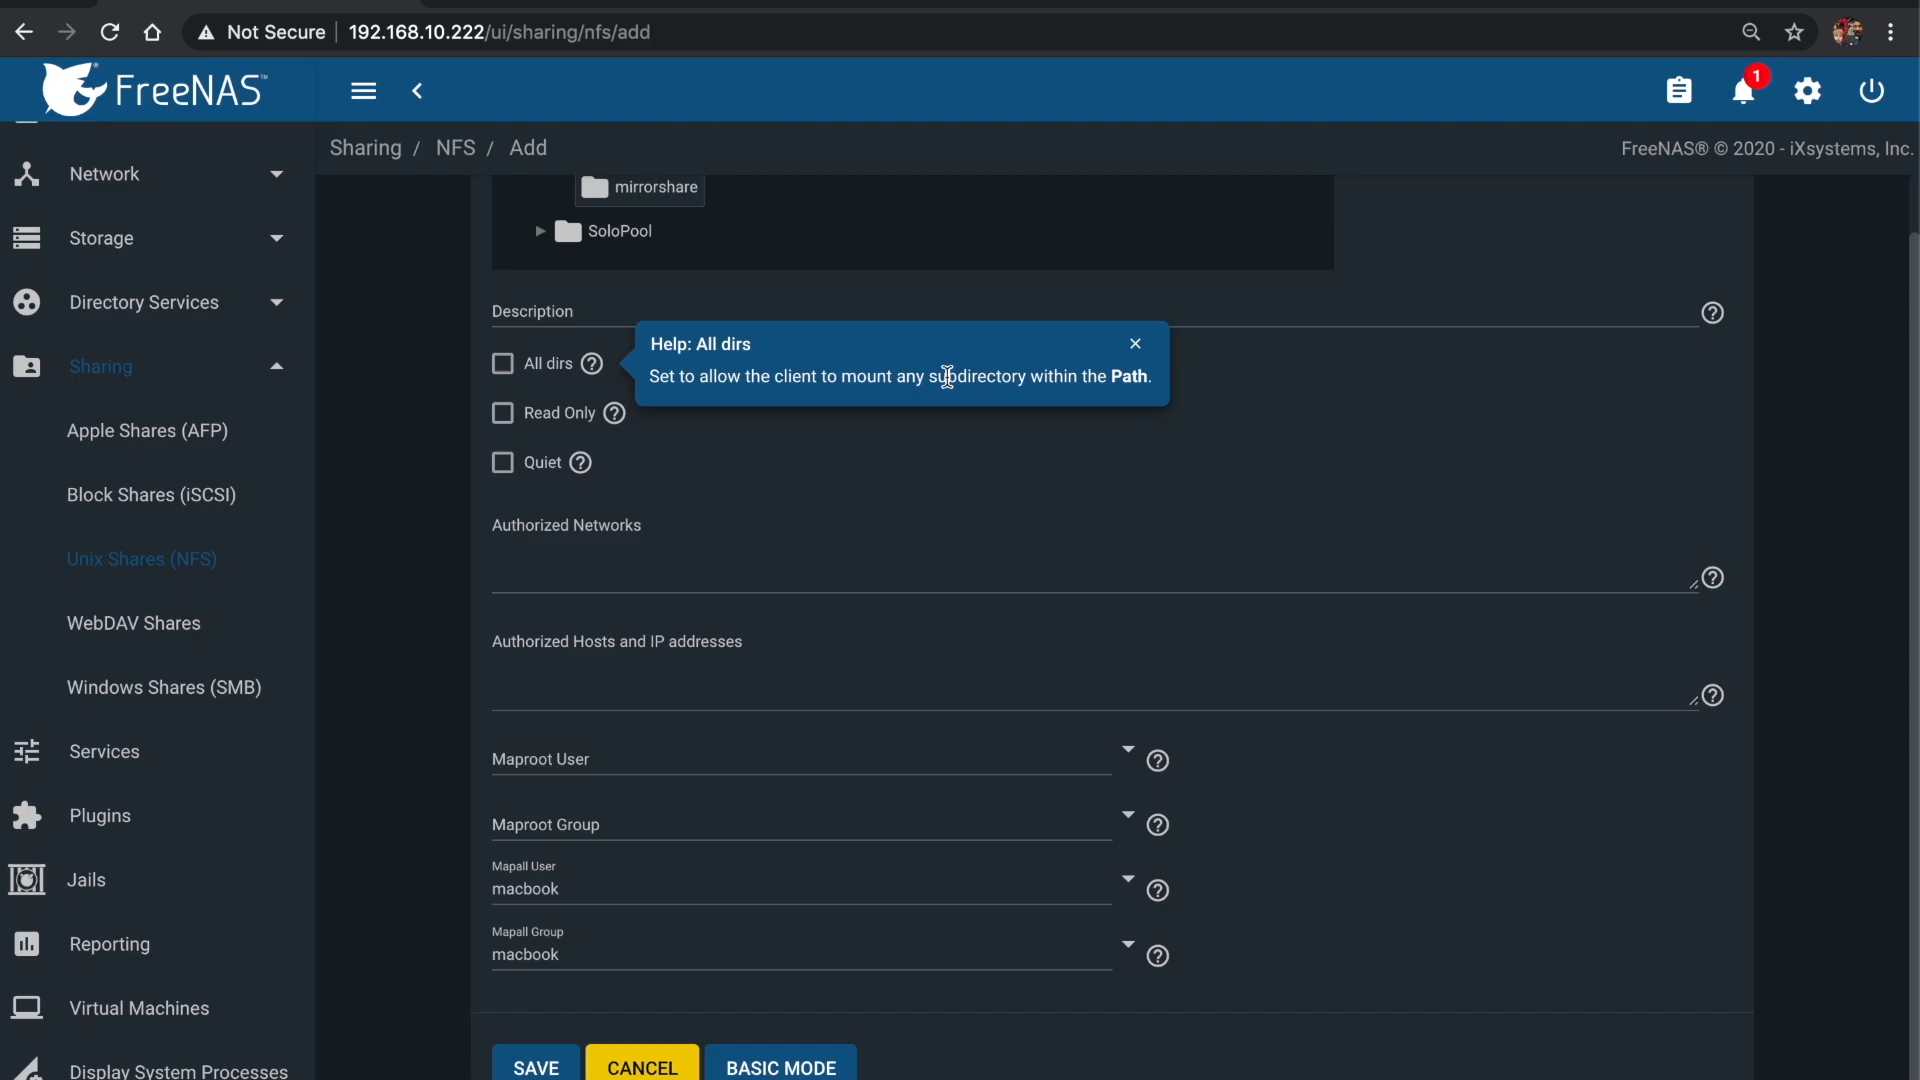 Not Secure | 192.168.10.222/ui/sharing/nfs/add
FreeNAS™
1
Sharing / NFS / Add
FreeNAS® © 2020 - iXsystems, Inc.
Network
Storage
Directory Services
Sharing
Apple Shares (AFP)
Block Shares (iSCSI)
Unix Shares (NFS)
WebDAV Shares
Windows Shares (SMB)
Services
Plugins
Jails
Reporting
Virtual Machines
Display System Processes
mirrorshare
SoloPool
Description
Help: All dirs
Set to allow the client to mount any subdirectory within the Path.
All dirs
Read Only
Quiet
Authorized Networks
Authorized Hosts and IP addresses
Maproot User
Maproot Group
Mapall User
macbook
Mapall Group
macbook
SAVE CANCEL BASIC MODE